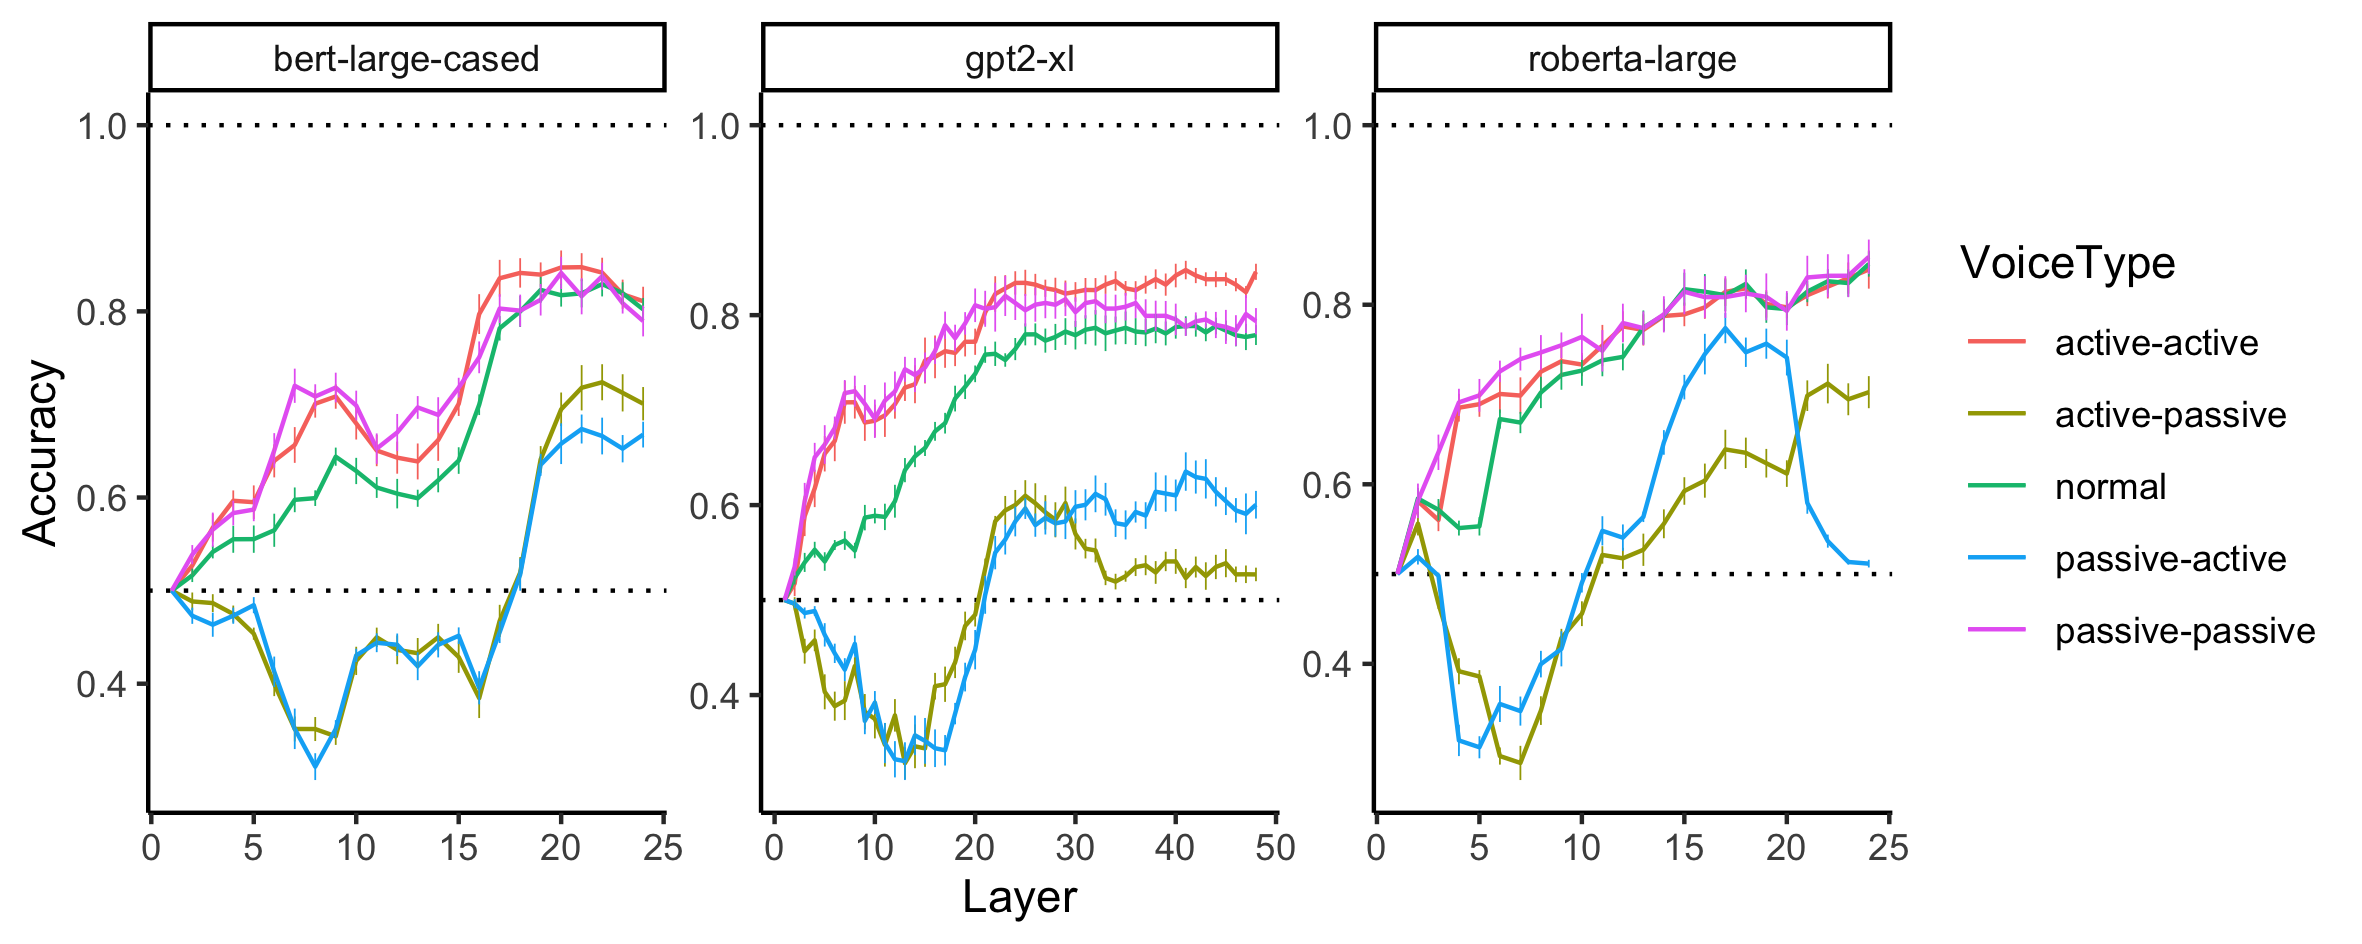 bert-large-cased
gpt2-xl
roberta-large
Accuracy
1.0
0.8
0.6
0.4
0 5 10 15 20 25
1.0
0.8
0.6
0.4
0 10 20 30 40 50
1.0
0.8
0.6
0.4
0 5 10 15 20 25
Layer
VoiceType
active-active
active-passive
normal
passive-active
passive-passive